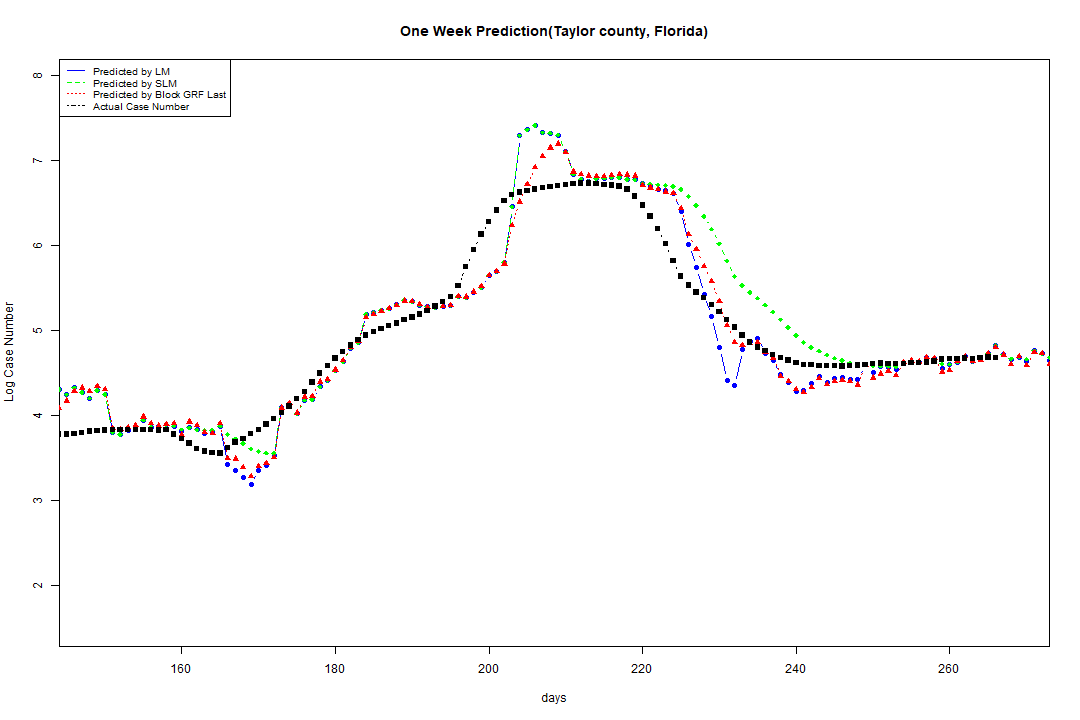 One Week Prediction(Taylor county, Florida)
Predicted by LM
Predicted by SLM
Predicted by Block GRF Last
Actual Case Number
8
7
6
5
4
3
2
Log Case Number
160 180 200 220 240 260
days